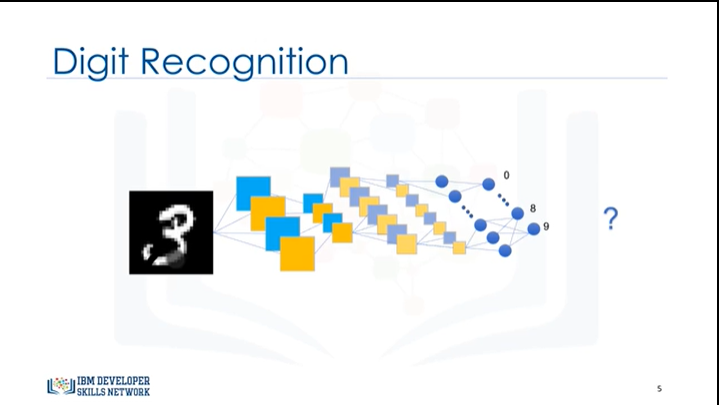 Digit Recognition
0
8
9
?
IBM DEVELOPER
SKILLS NETWORK
5